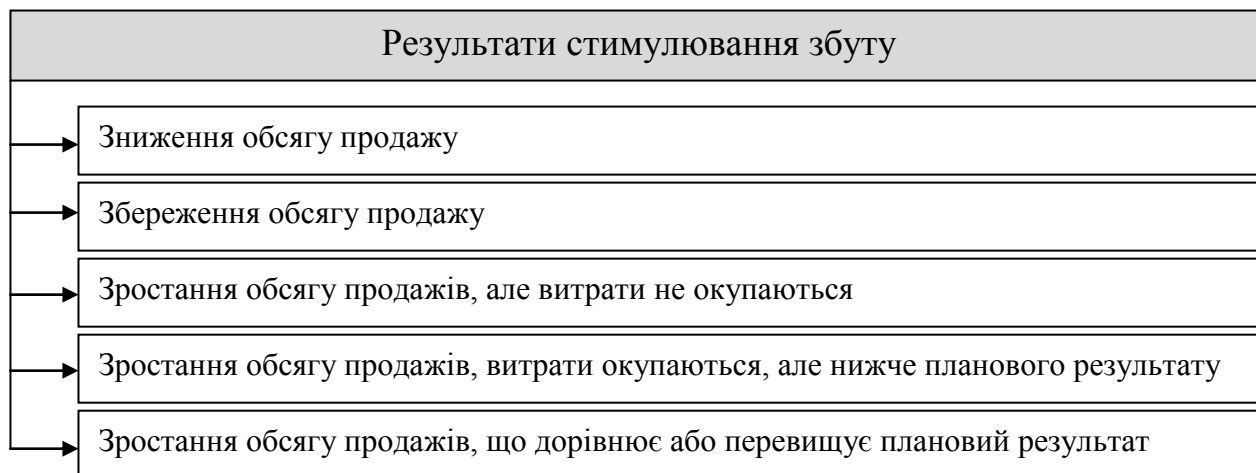 Результати стимулювання збуту
Зниження обсягу продажу
Збереження обсягу продажу
Зростання обсягу продажів, але витрати не окупаються
Зростання обсягу продажів, витрати окупаються, але нижче планового результату
Зростання обсягу продажів, що дорівнює або перевищує плановий результат